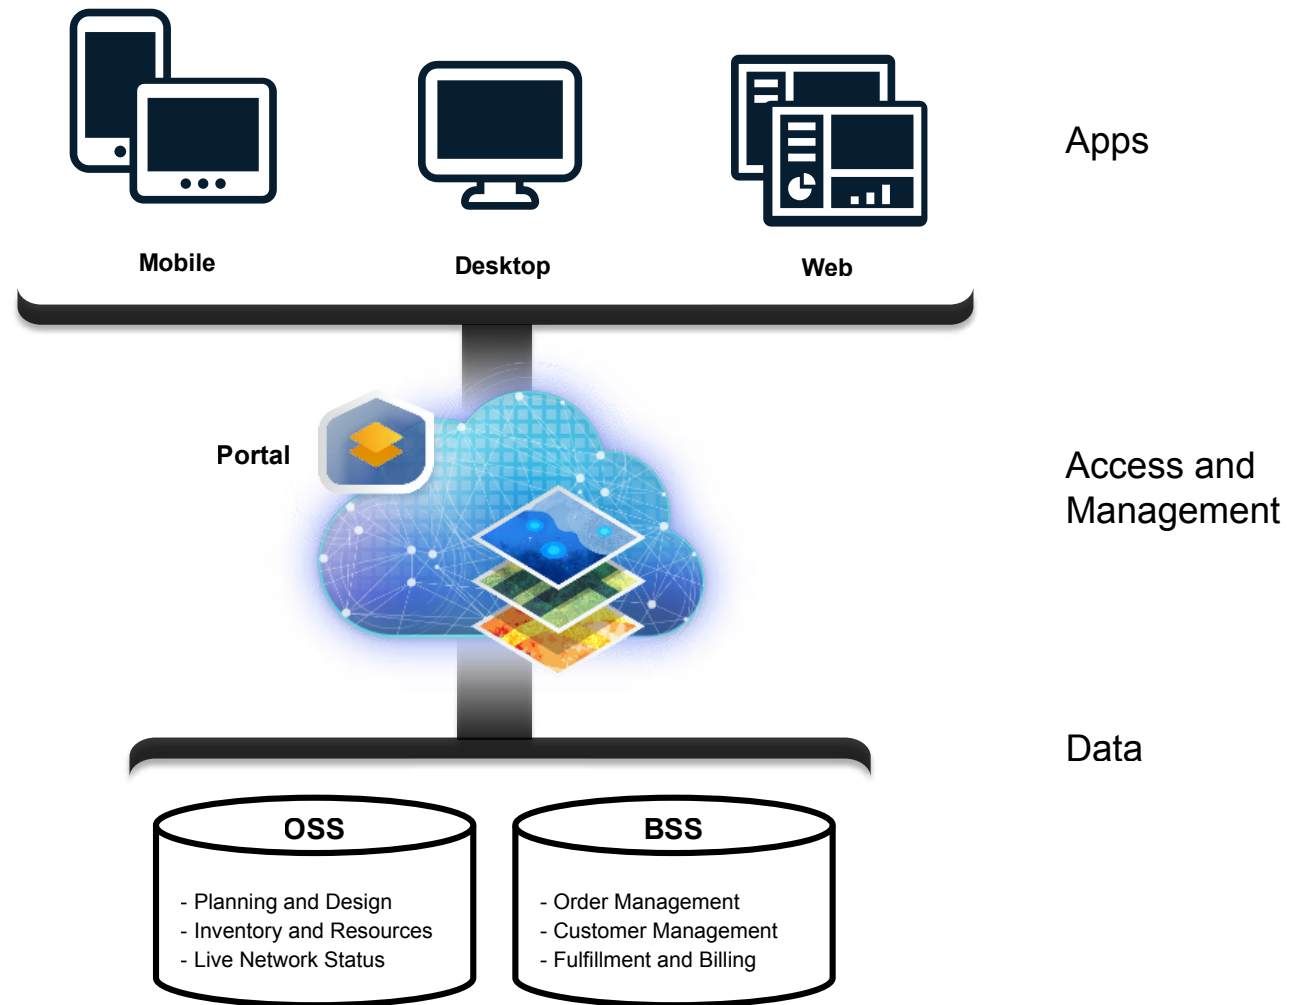 Apps
Mobile
Desktop
Web
Portal
Access and
Management
Data
OSS
- Planning and Design
- Inventory and Resources
- Live Network Status
BSS
- Order Management
- Customer Management
- Fulfillment and Billing